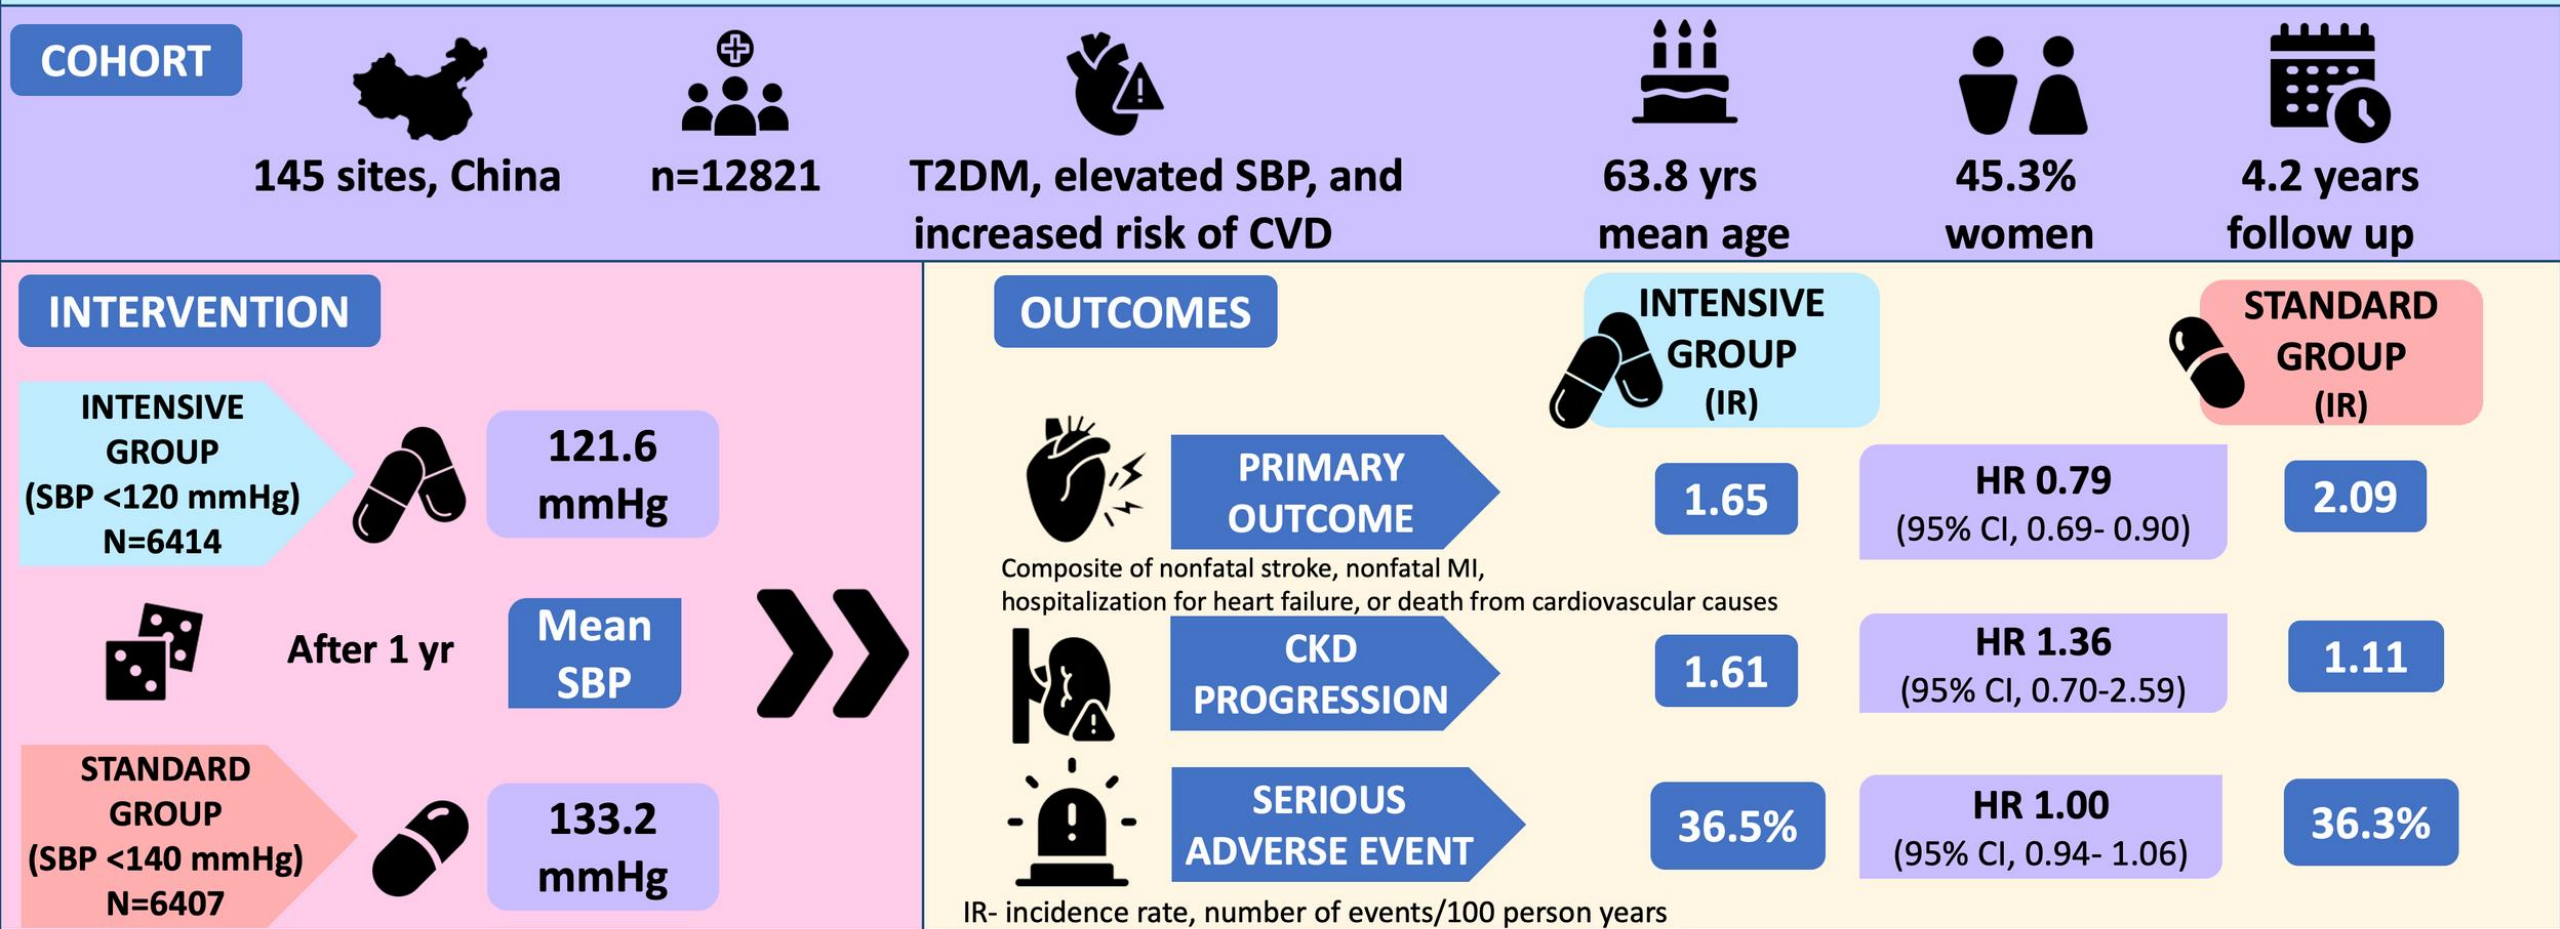 COHORT
145 sites, China
n=12821
T2DM, elevated SBP, and
increased risk of CVD
63.8 yrs
mean age
45.3%
women
4.2 years
follow up
INTERVENTION
INTENSIVE
GROUP
(SBP <120 mmHg)
N=6414
121.6
mmHg
After 1 yr
Mean
SBP
STANDARD
GROUP
(SBP <140 mmHg)
N=6407
133.2
mmHg
OUTCOMES
INTENSIVE
GROUP
(IR)
STANDARD
GROUP
(IR)
PRIMARY
OUTCOME
1.65
HR 0.79
(95% CI, 0.69- 0.90)
2.09
Composite of nonfatal stroke, nonfatal MI,
hospitalization for heart failure, or death from cardiovascular causes
CKD
PROGRESSION
1.61
HR 1.36
(95% CI, 0.70-2.59)
1.11
SERIOUS
ADVERSE EVENT
36.5%
HR 1.00
(95% CI, 0.94- 1.06)
36.3%
IR- incidence rate, number of events/100 person years